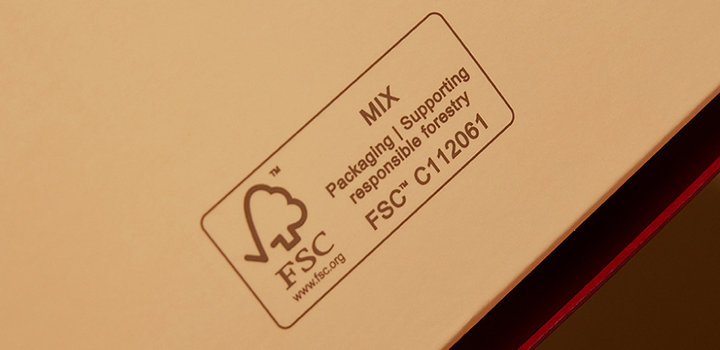 MIX
Packaging | Supporting
responsible forestry
FSC™ C112061
™
FSC
www.fsc.org